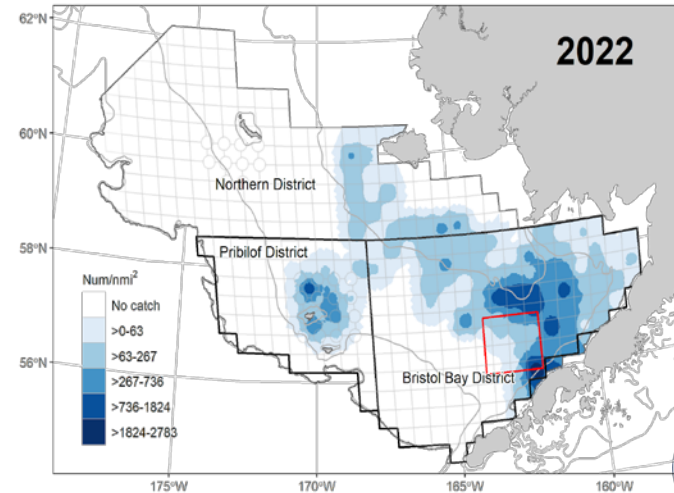 62°N
2022
60°N
Northern District
58°N
Pribilof District
Num/nmi²
No catch
>0-63
>63-267
>267-736
>736-1824
>1824-2783
56°N
Bristol Bay District
175°W
170°W
165°W
160°W